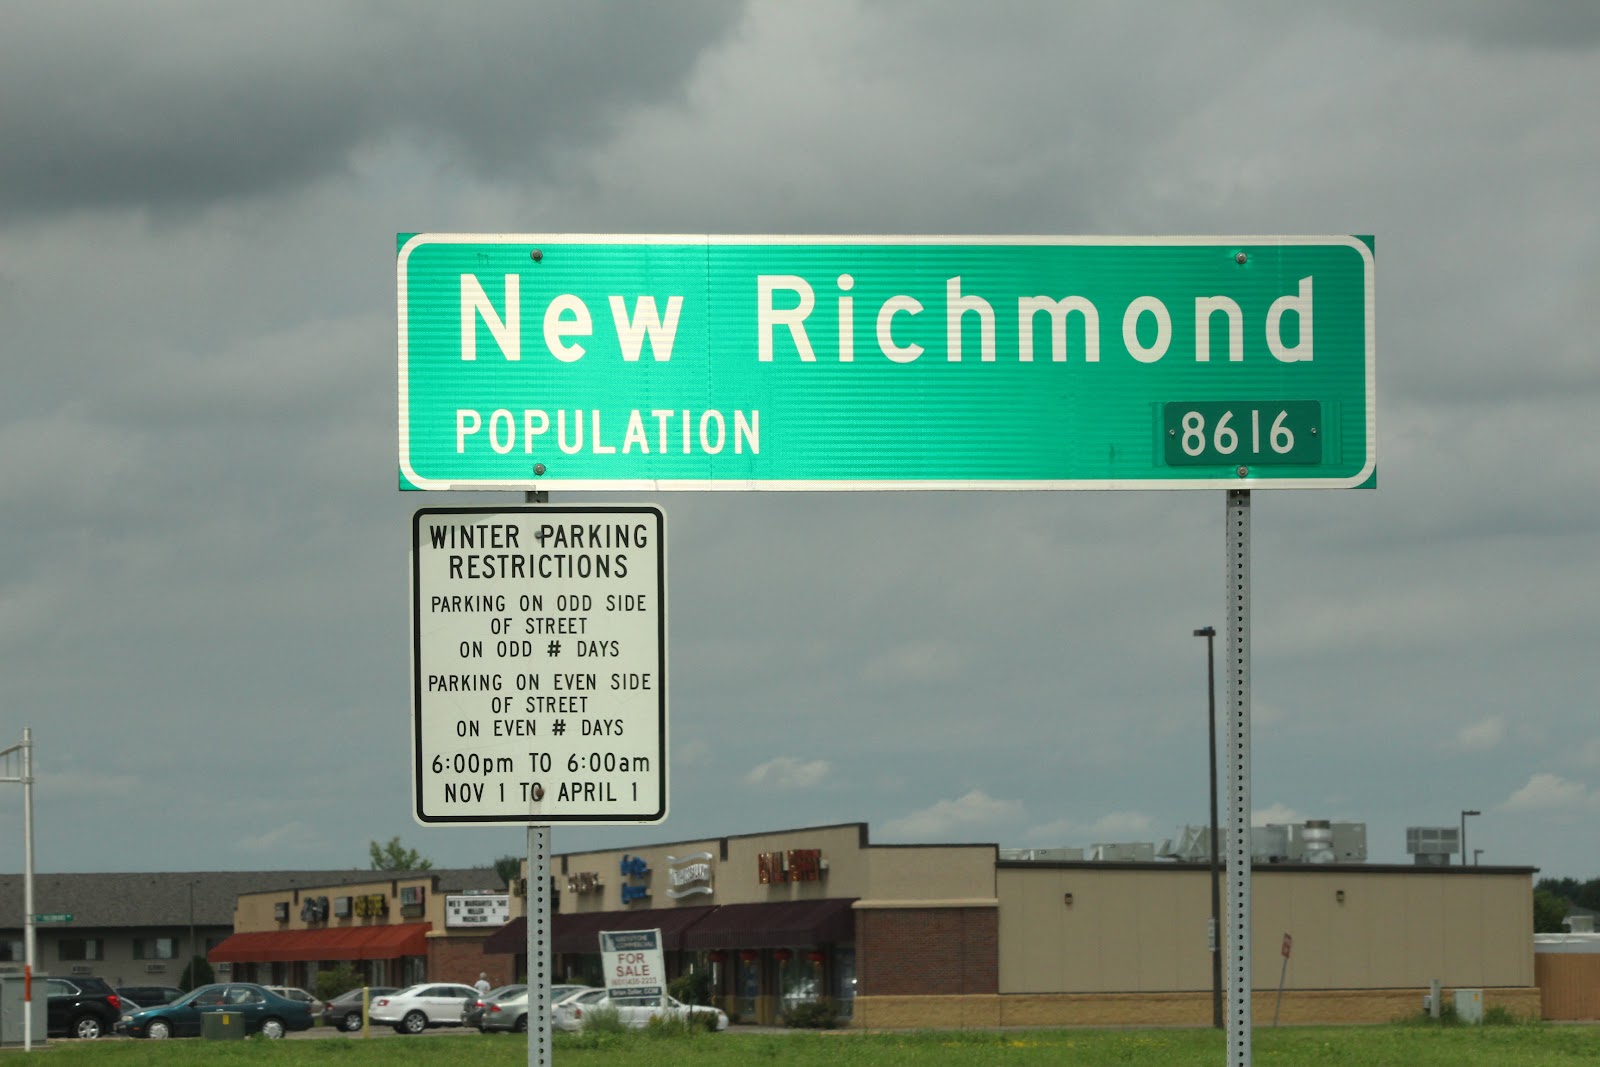 New Richmond
POPULATION 8616
WINTER PARKING
RESTRICTIONS
PARKING ON ODD SIDE
OF STREET
ON ODD # DAYS
PARKING ON EVEN SIDE
OF STREET
ON EVEN # DAYS
6:00pm TO 6:00am
NOV 1 TO APRIL 1
FOR
SALE